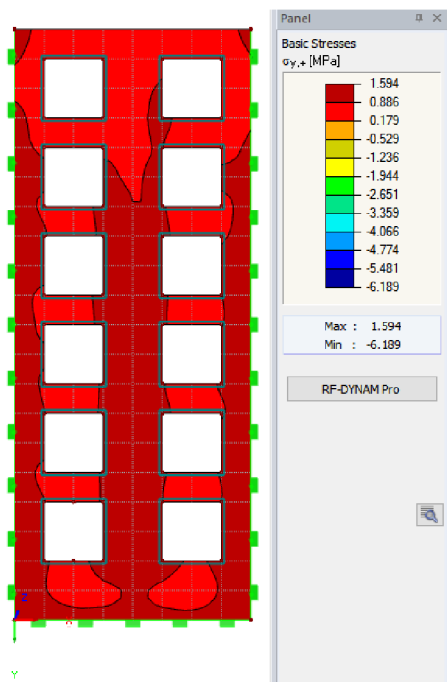 Panel
Basic Stresses
σy,+ [MPa]
1.594
0.886
0.179
-0.529
-1.236
-1.944
-2.651
-3.359
-4.066
-4.774
-5.481
-6.189
Max : 1.594
Min : -6.189
RF-DYNAM Pro
Y